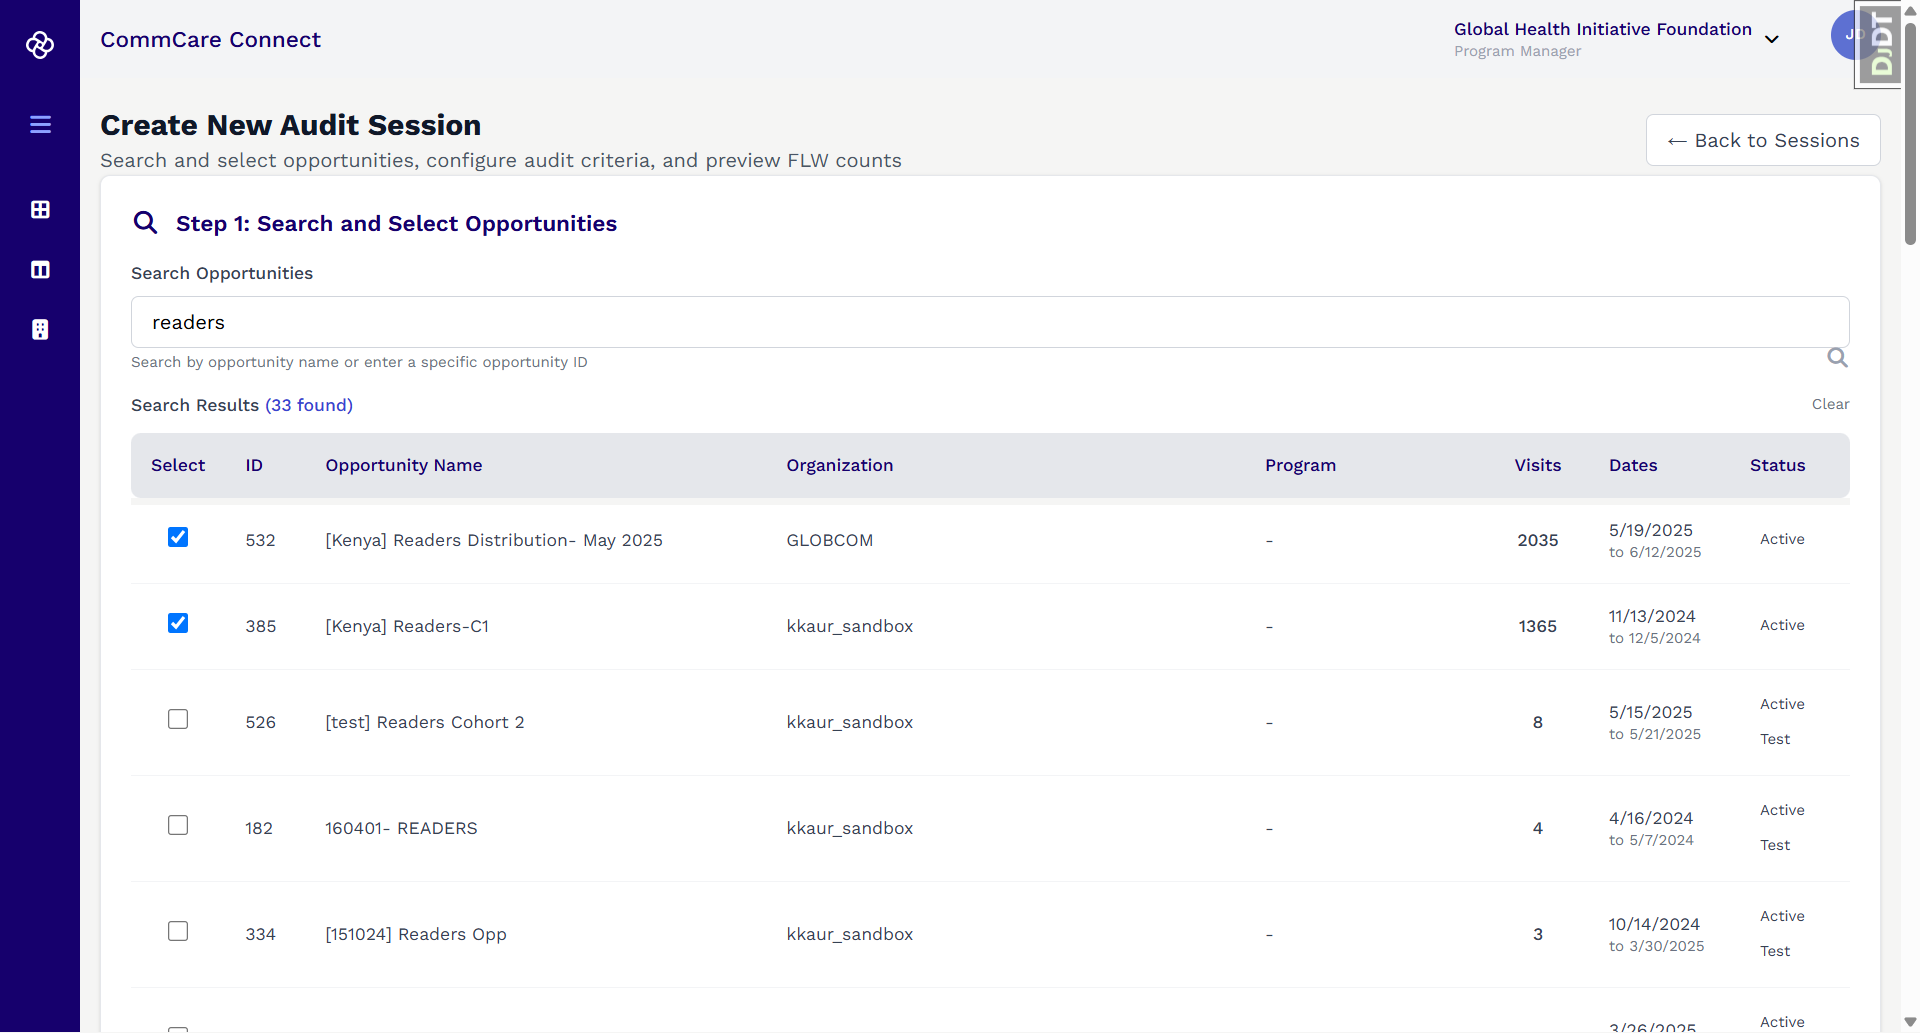 CommCare Connect
Global Health Initiative Foundation
Program Manager
JD
DjDT
Create New Audit Session
Search and select opportunities, configure audit criteria, and preview FLW counts
← Back to Sessions
Step 1: Search and Select Opportunities
Search Opportunities
readers
Search by opportunity name or enter a specific opportunity ID
Search Results (33 found)
Clear
Select ID Opportunity Name Organization Program Visits Dates Status
532 [Kenya] Readers Distribution- May 2025 GLOBCOM - 2035 5/19/2025 Active
to 6/12/2025
385 [Kenya] Readers-C1 kkaur_sandbox - 1365 11/13/2024 Active
to 12/5/2024
526 [test] Readers Cohort 2 kkaur_sandbox - 8 5/15/2025 Active
to 5/21/2025 Test
182 160401- READERS kkaur_sandbox - 4 4/16/2024 Active
to 5/7/2024 Test
334 [151024] Readers Opp kkaur_sandbox - 3 10/14/2024 Active
to 3/30/2025 Test
3/26/2025 Active